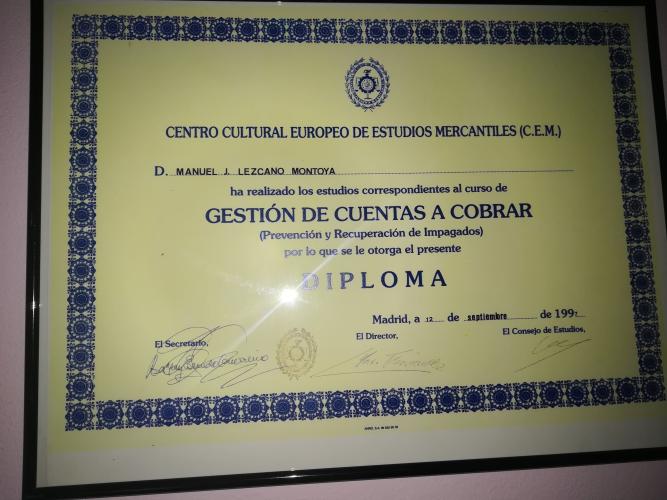 CENTRO CULTURAL EUROPEO DE ESTUDIOS MERCANTILES (C.E.M.)
D. MANUEL J. LEZCANO MONTOYA
ha realizado los estudios correspondientes al curso de
GESTIÓN DE CUENTAS A COBRAR
(Prevención y Recuperación de Impagados)
por lo que se le otorga el presente
DIPLOMA
Madrid, a 12 de septiembre de 199
El Secretario, El Director, El Consejo de Estudios,